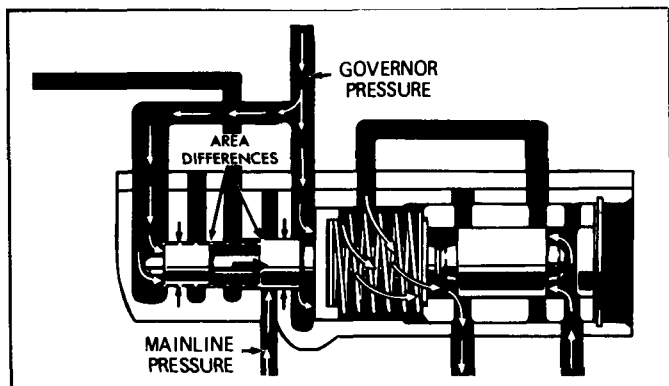 GOVERNOR
PRESSURE
AREA
DIFFERENCES
MAINLINE
PRESSURE